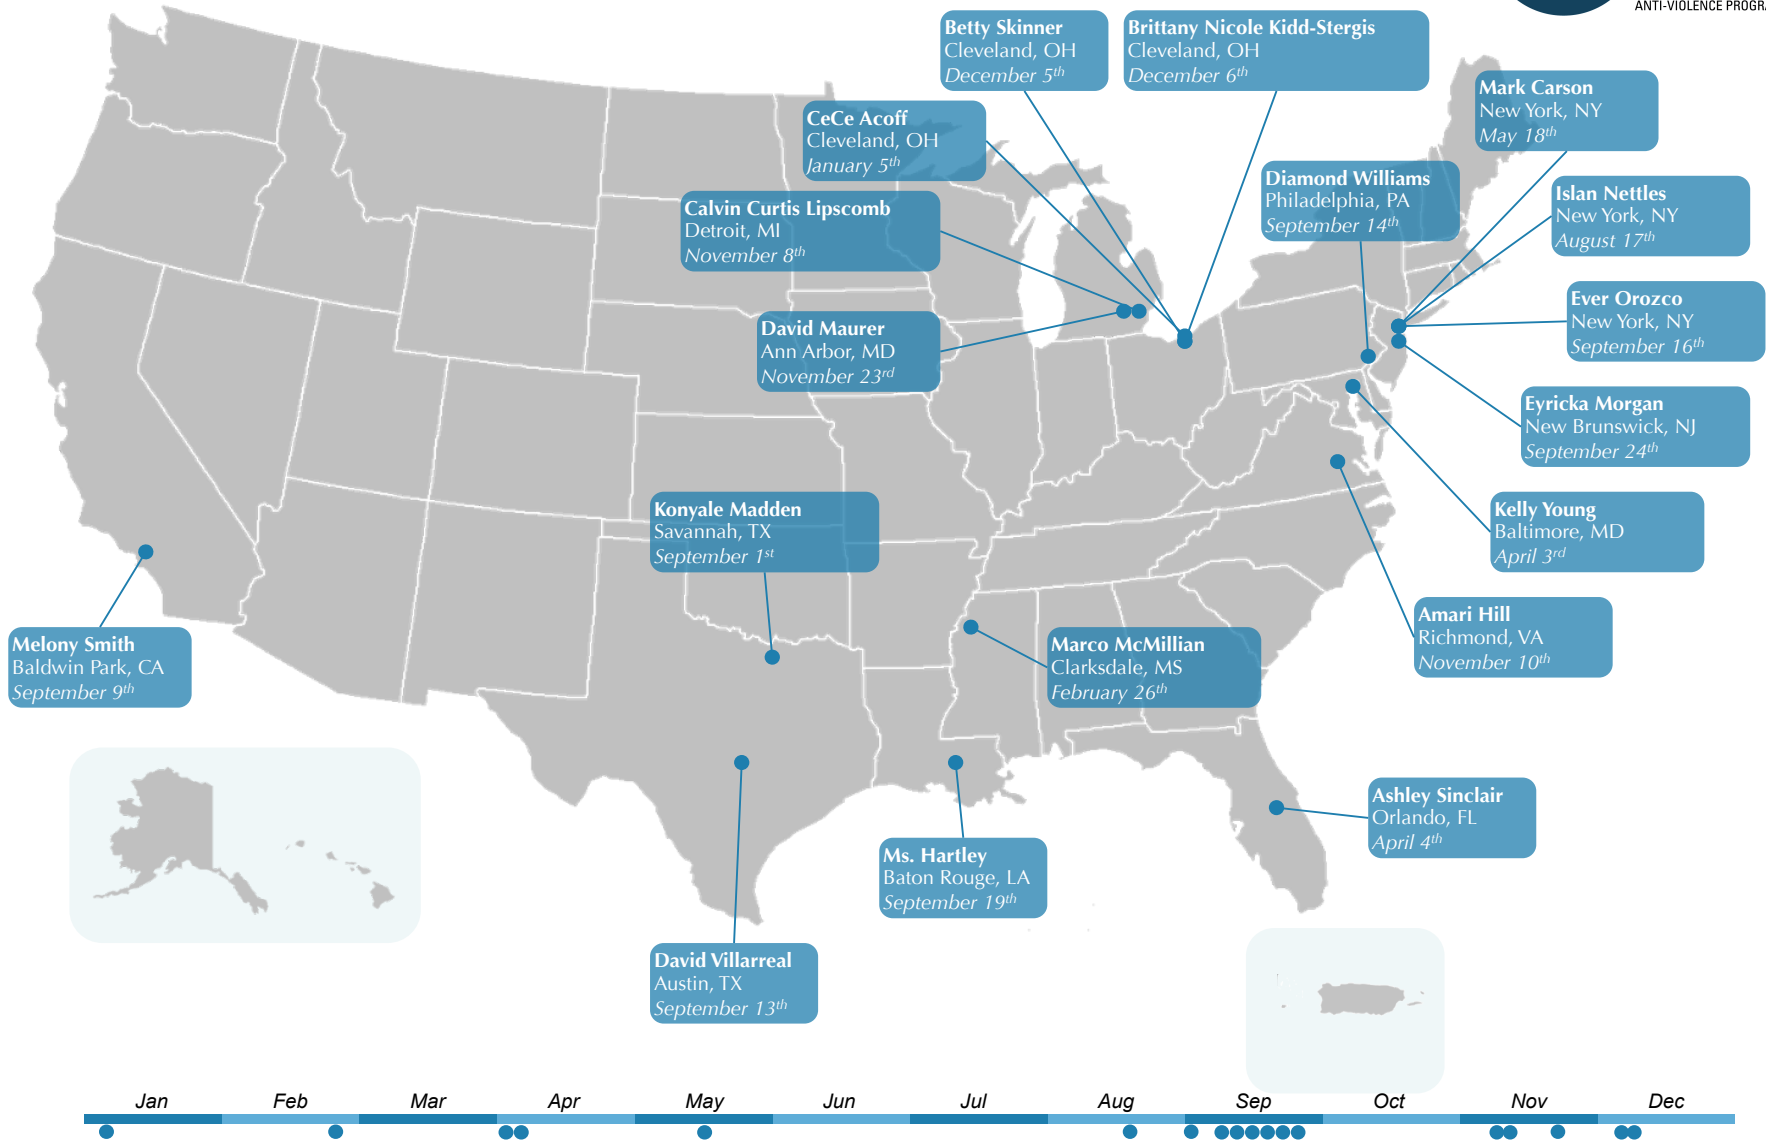 ANTI-VIOLENCE PROGRA
Betty Skinner
Cleveland, OH
December 5th
Brittany Nicole Kidd-Stergis
Cleveland, OH
December 6th
Mark Carson
New York, NY
May 18th
CeCe Acoff
Cleveland, OH
January 5th
Diamond Williams
Philadelphia, PA
September 14th
Islan Nettles
New York, NY
August 17th
Calvin Curtis Lipscomb
Detroit, MI
November 8th
Ever Orozco
New York, NY
September 16th
David Maurer
Ann Arbor, MD
November 23rd
Eyricka Morgan
New Brunswick, NJ
September 24th
Konyale Madden
Savannah, TX
September 1st
Kelly Young
Baltimore, MD
April 3rd
Amari Hill
Richmond, VA
November 10th
Melony Smith
Baldwin Park, CA
September 9th
Marco McMillian
Clarksdale, MS
February 26th
Ashley Sinclair
Orlando, FL
April 4th
Ms. Hartley
Baton Rouge, LA
September 19th
David Villarreal
Austin, TX
September 13th
Jan Feb Mar Apr May Jun Jul Aug Sep Oct Nov Dec